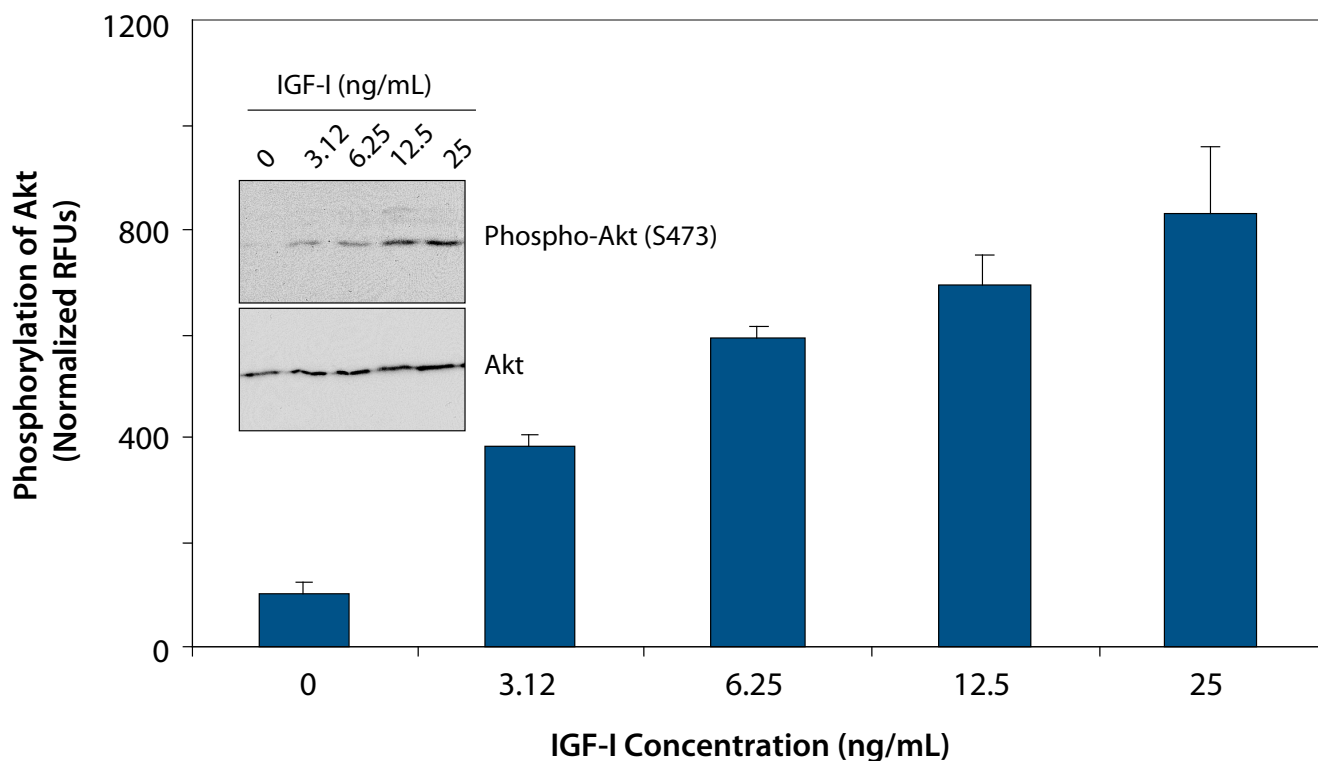 1200
800
400
0
Phosphorylation of Akt
(Normalized RFUs)
IGF-I (ng/mL)
0 3.12 6.25 12.5 25
Phospho-Akt (S473)
Akt
0 3.12 6.25 12.5 25
IGF-I Concentration (ng/mL)